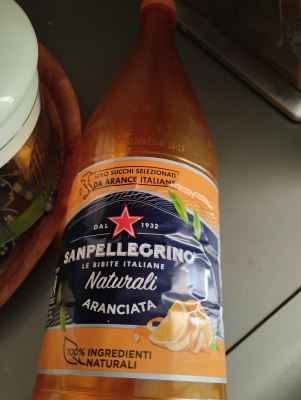 SOLO SUCCHI SELEZIONATI
DA ARANCE ITALIANE
DAL 1932
SANPELLEGRINO
LE BIBITE ITALIANE
Naturali
ARANCIATA
100% INGREDIENTI
NATURALI